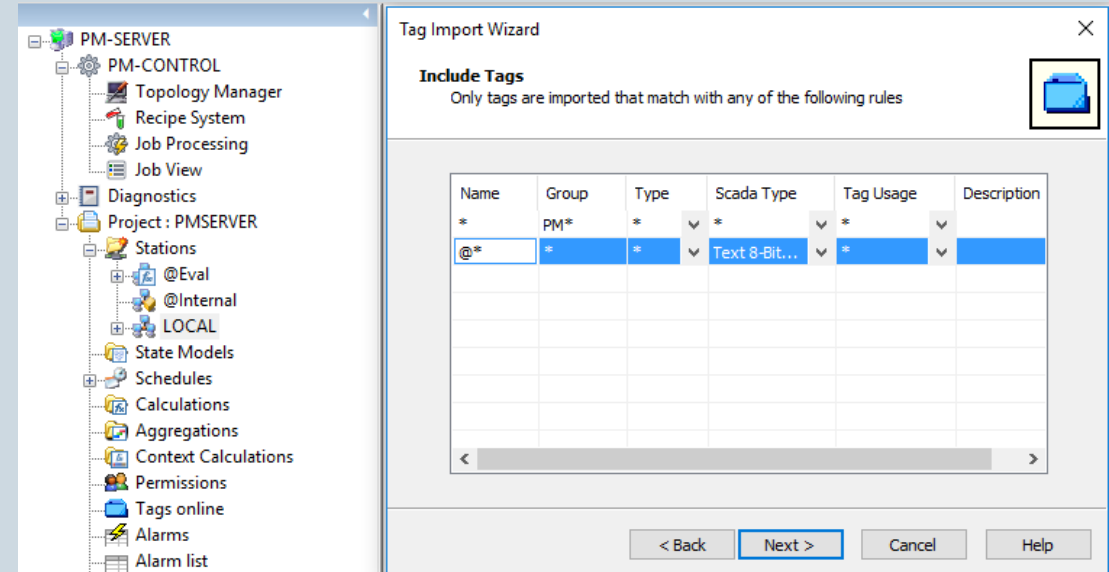 PM-SERVER
PM-CONTROL
Topology Manager
Recipe System
Job Processing
Job View
Diagnostics
Project : PMSERVER
Stations
@Eval
@Internal
LOCAL
State Models
Schedules
Calculations
Aggregations
Context Calculations
Permissions
Tags online
Alarms
Alarm list
Tag Import Wizard
Include Tags
Only tags are imported that match with any of the following rules
Name Group Type Scada Type Tag Usage Description
* PM* * * *
@* * * Text 8-Bit... *
< Back Next > Cancel Help